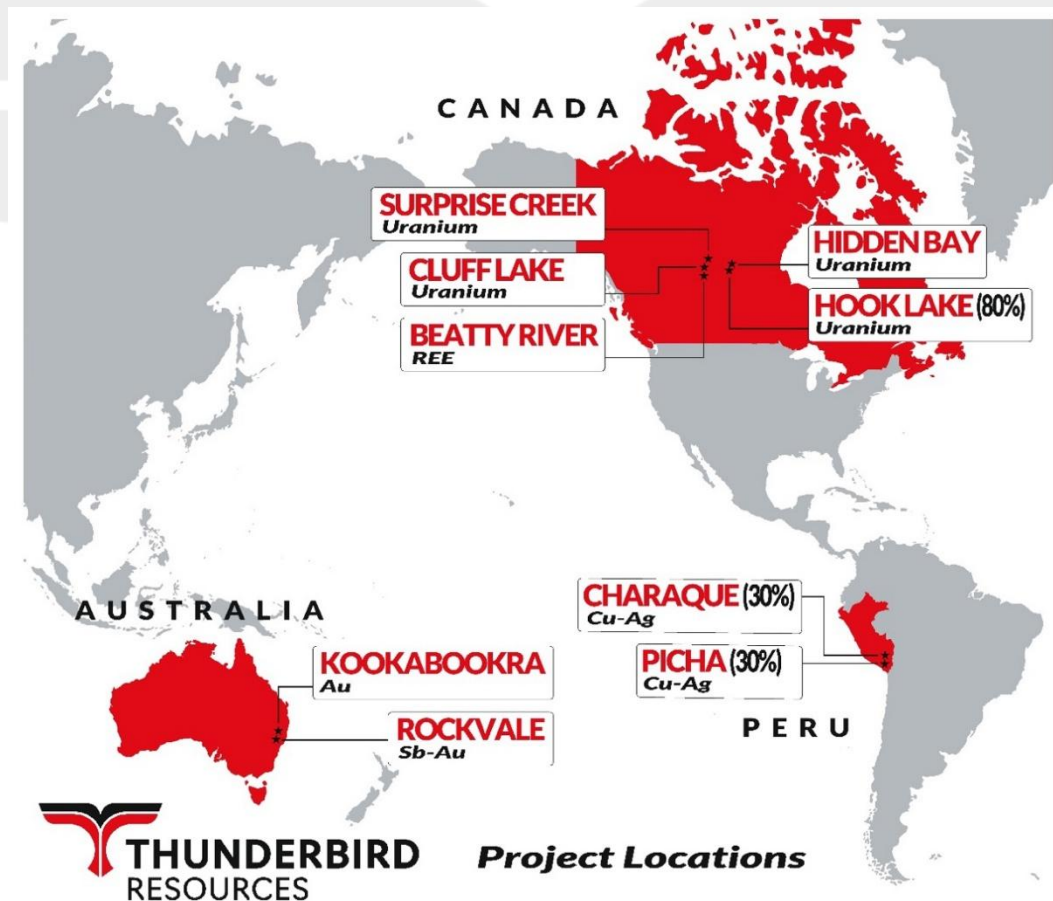 CANADA
SURPRISE CREEK
Uranium
CLUFF LAKE
Uranium
BEATTY RIVER
REE
HIDDEN BAY
Uranium
HOOK LAKE (80%)
Uranium
AUSTRALIA
KOOKABOOKRA
Au
ROCKVALE
Sb-Au
CHARAQUE (30%)
Cu-Ag
PICHA (30%)
Cu-Ag
PERU
THUNDERBIRD
RESOURCES
Project Locations